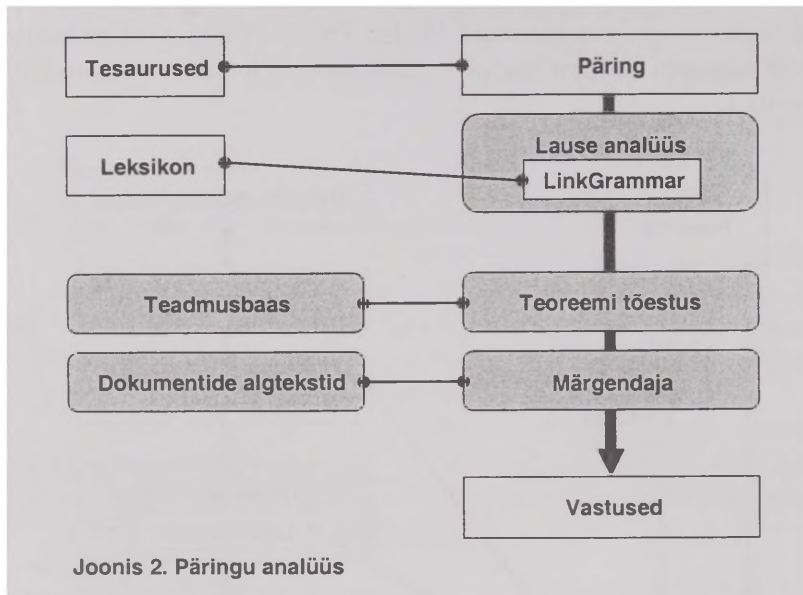 Tesaurused
Päring
Lause analüüs
Leksikon
LinkGrammar
Teadmusbaas
Teoreemi tõestus
Dokumentide algtekstid
Märgendaja
Vastused
Joonis 2. Päringu analüüs